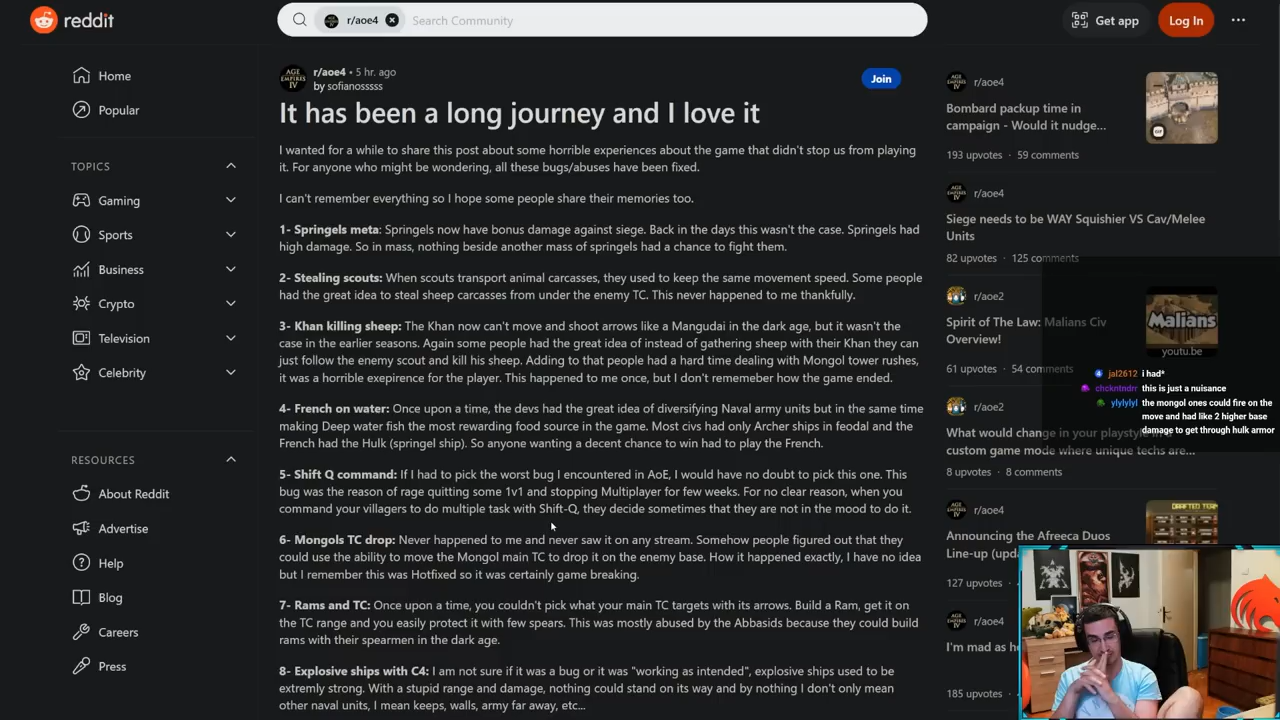 reddit
r/aoe4
Search Community
Get app
Log In
Home
Popular
TOPICS
Gaming
Sports
Business
Crypto
Television
Celebrity
RESOURCES
About Reddit
Advertise
Help
Blog
Careers
Press
r/aoe4 • 5 hr. ago
by sofianosssss
Join
It has been a long journey and I love it
I wanted for a while to share this post about some horrible experiences about the game that didn't stop us from playing
it. For anyone who might be wondering, all these bugs/abuses have been fixed.
I can't remember everything so I hope some people share their memories too.
1- Springels meta: Springels now have bonus damage against siege. Back in the days this wasn't the case. Springels had
high damage. So in mass, nothing beside another mass of springels had a chance to fight them.
2- Stealing scouts: When scouts transport animal carcasses, they used to keep the same movement speed. Some people
had the great idea to steal sheep carcasses from under the enemy TC. This never happened to me thankfully.
3- Khan killing sheep: The Khan now can't move and shoot arrows like a Mangudai in the dark age, but it wasn't the
case in the earlier seasons. Again some people had the great idea of instead of gathering sheep with their Khan they can
just follow the enemy scout and kill his sheep. Adding to that people had a hard time dealing with Mongol tower rushes,
it was a horrible exepirence for the player. This happened to me once, but I don't remember how the game ended.
4- French on water: Once upon a time, the devs had the great idea of diversifying Naval army units but in the same time
making Deep water fish the most rewarding food source in the game. Most civs had only Archer ships in feodal and the
French had the Hulk (springel ship). So anyone wanting a decent chance to win had to play the French.
5- Shift Q command: If I had to pick the worst bug I encountered in AoE, I would have no doubt to pick this one. This
bug was the reason of rage quitting some 1v1 and stopping Multiplayer for few weeks. For no clear reason, when you
command your villagers to do multiple task with Shift-Q, they decide sometimes that they are not in the mood to do it.
6- Mongols TC drop: Never happened to me and never saw it on any stream. Somehow people figured out that they
could use the ability to move the Mongol main TC to drop it on the enemy base. How it happened exactly, I have no idea
but I remember this was Hotfixed so it was certainly game breaking.
7- Rams and TC: Once upon a time, you couldn't pick what your main TC targets with its arrows. Build a Ram, get it on
the TC range and you easily protect it with few spears. This was mostly abused by the Abbasids because they could build
rams with their spearmen in the dark age.
8- Explosive ships with C4: I am not sure if it was a bug or it was "working as intended", explosive ships used to be
extremly strong. With a stupid range and damage, nothing could stand on its way and by nothing I don't only mean
other naval units, I mean keeps, walls, army far away, etc...
r/aoe4
Bombard packup time in
campaign - Would it nudge...
193 upvotes • 59 comments
r/aoe4
Siege needs to be WAY Squishier VS Cav/Melee
Units
82 upvotes • 125 comments
r/aoe2
Spirit of The Law: Malians Civ
Overview!
Malians
youtu.be
61 upvotes • 54 comments
jal2612 i had*
chckntndrr this is just a nuisance
ylylylyl the mongol ones could fire on the
move and had like 2 higher base
damage to get through hulk armor
r/aoe2
What would change in your playstyle in a
custom game mode where unique techs are...
8 upvotes • 8 comments
r/aoe4
Announcing the Afreeca Duos
Line-up (upd
127 upvotes
r/aoe4
I'm mad as he
185 upvotes